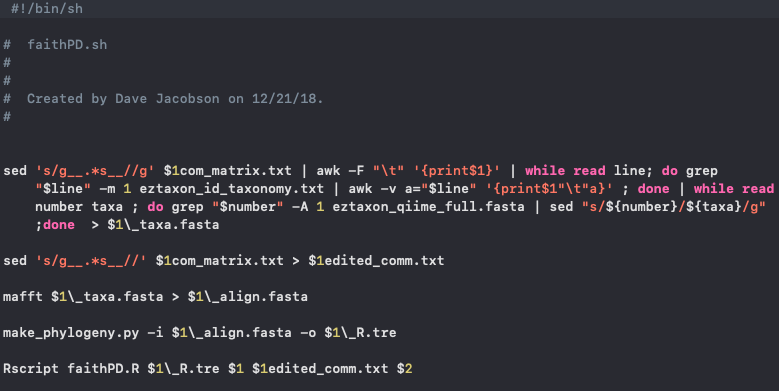 #!/bin/sh
#  faithPD.sh
#
#
#  Created by Dave Jacobson on 12/21/18.
#
sed 's/g__.*s__//g' $1com_matrix.txt | awk -F "\t" '{print$1}' | while read line; do grep
"$line" -m 1 eztaxon_id_taxonomy.txt | awk -v a="$line" '{print$1"\t"a}' ; done | while read
number taxa ; do grep "$number" -A 1 eztaxon_qiime_full.fasta | sed "s/${number}/${taxa}/g"
;done  > $1\_taxa.fasta
sed 's/g__.*s__//' $1com_matrix.txt > $1edited_comm.txt
mafft $1\_taxa.fasta > $1\_align.fasta
make_phylogeny.py -i $1\_align.fasta -o $1\_R.tre
Rscript faithPD.R $1\_R.tre $1 $1edited_comm.txt $2